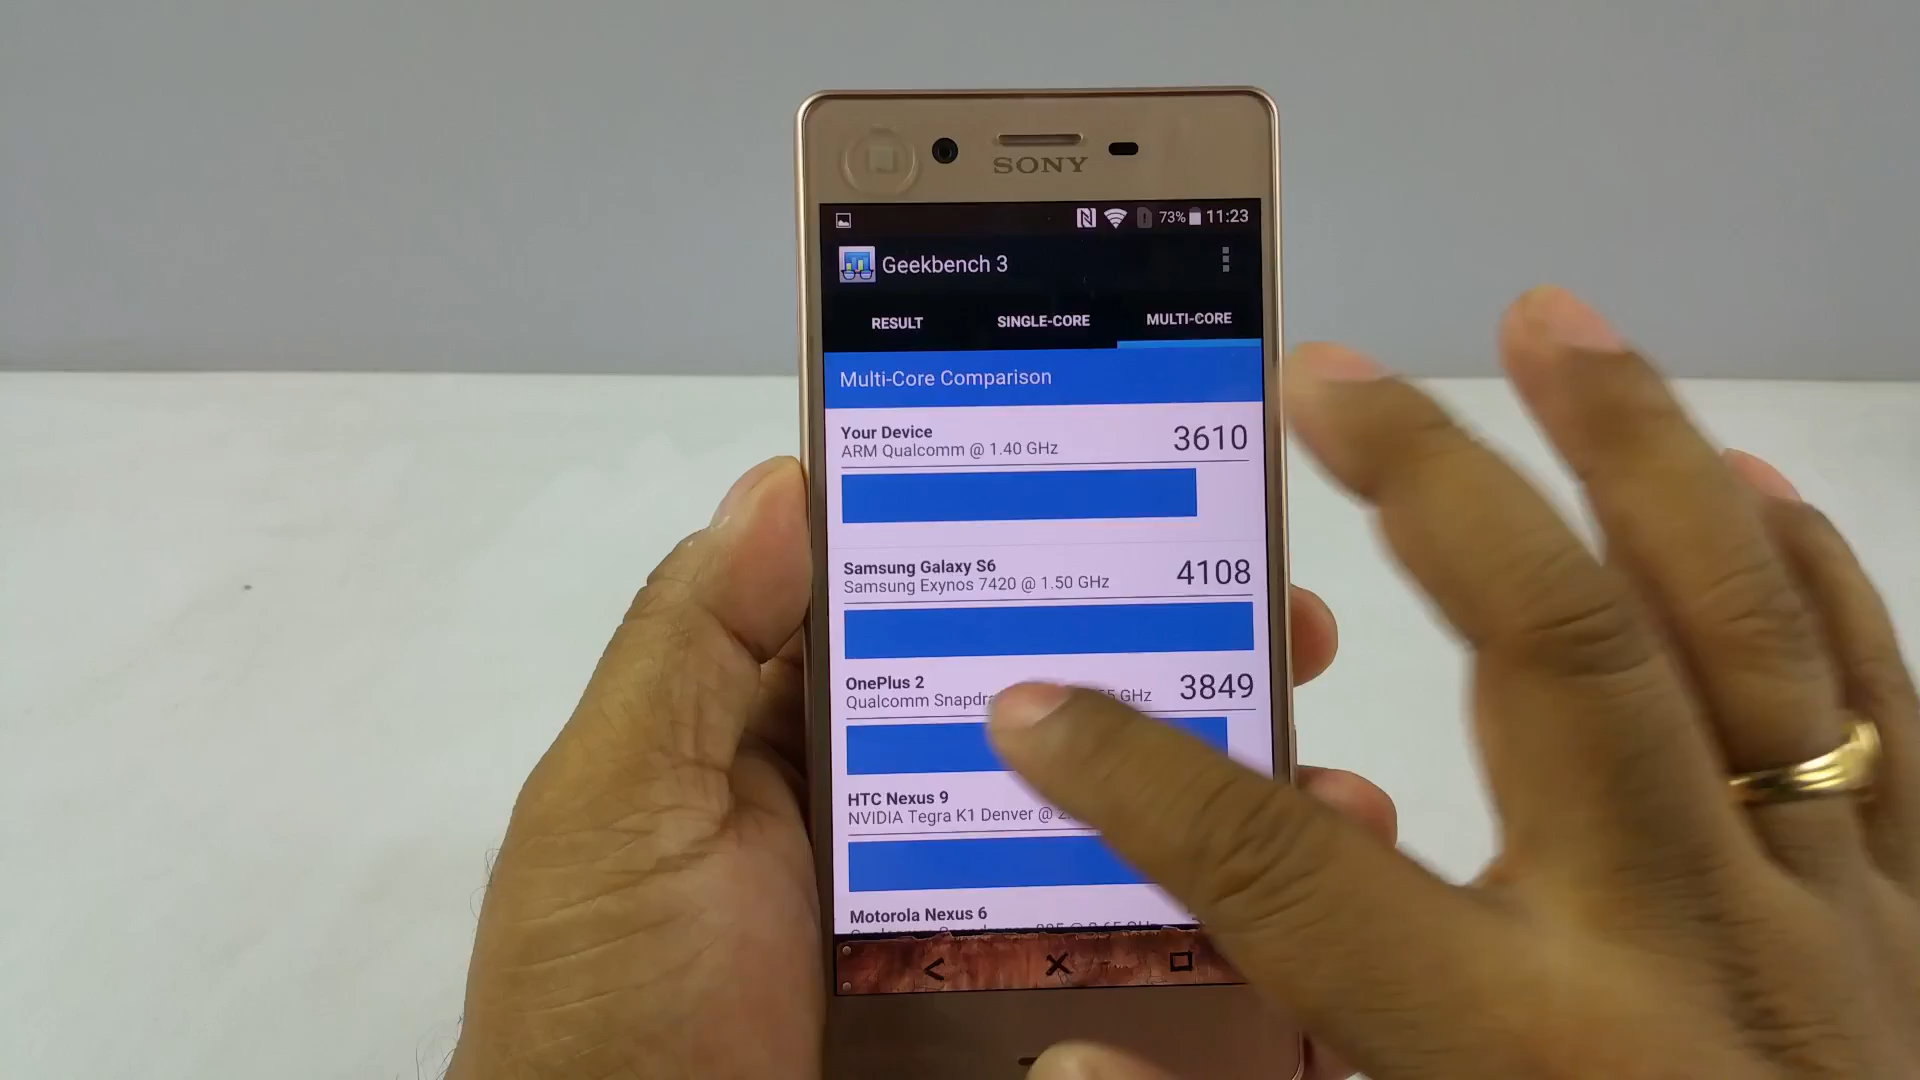 SONY
73% 11:23
Geekbench 3
RESULT SINGLE-CORE MULTI-CORE
Multi-Core Comparison
Your Device
ARM Qualcomm @ 1.40 GHz
3610
Samsung Galaxy S6
Samsung Exynos 7420 @ 1.50 GHz
4108
OnePlus 2
Qualcomm GHz
3849
HTC Nexus 9
NVIDIA Tegra K1 Denver @
Motorola Nexus 6